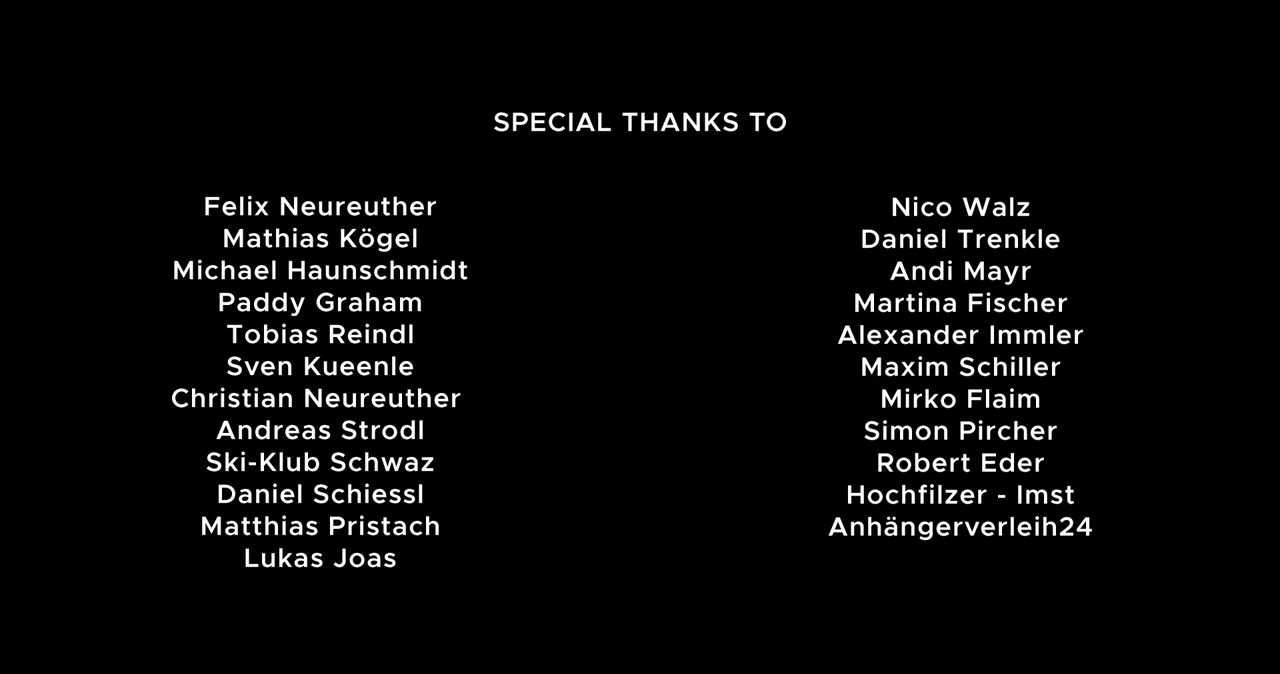 SPECIAL THANKS TO
Felix Neureuther
Mathias Kögel
Michael Haunschmidt
Paddy Graham
Tobias Reindl
Sven Kueenle
Christian Neureuther
Andreas Strodl
Ski-Klub Schwaz
Daniel Schiessl
Matthias Pristach
Lukas Joas
Nico Walz
Daniel Trenkle
Andi Mayr
Martina Fischer
Alexander Immler
Maxim Schiller
Mirko Flaim
Simon Pircher
Robert Eder
Hochfilzer - Imst
Anhängerverleih24